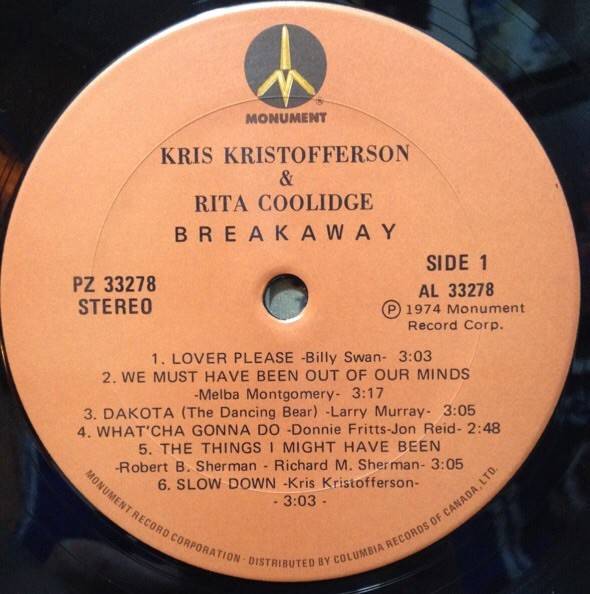 MONUMENT
®
KRIS KRISTOFFERSON
&
RITA COOLIDGE
BREAKAWAY
PZ 33278
STEREO
SIDE 1
AL 33278
Ⓟ 1974 Monument
Record Corp.
1. LOVER PLEASE -Billy Swan- 3:03
2. WE MUST HAVE BEEN OUT OF OUR MINDS
-Melba Montgomery- 3:17
3. DAKOTA (The Dancing Bear) -Larry Murray- 3:05
4. WHAT'CHA GONNA DO -Donnie Fritts-Jon Reid- 2:48
5. THE THINGS I MIGHT HAVE BEEN
-Robert B. Sherman - Richard M. Sherman- 3:05
6. SLOW DOWN -Kris Kristofferson-
- 3:03 -
MONUMENT RECORD CORPORATION · DISTRIBUTED BY COLUMBIA RECORDS OF CANADA, LTD.